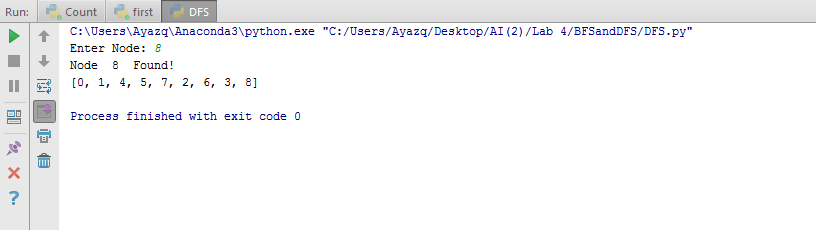 Run: Count first DFS
C:\Users\Ayazq\Anaconda3\python.exe "C:/Users/Ayazq/Desktop/AI(2)/Lab 4/BFSandDFS/DFS.py"
Enter Node: 8
Node  8  Found!
[0, 1, 4, 5, 7, 2, 6, 3, 8]
Process finished with exit code 0